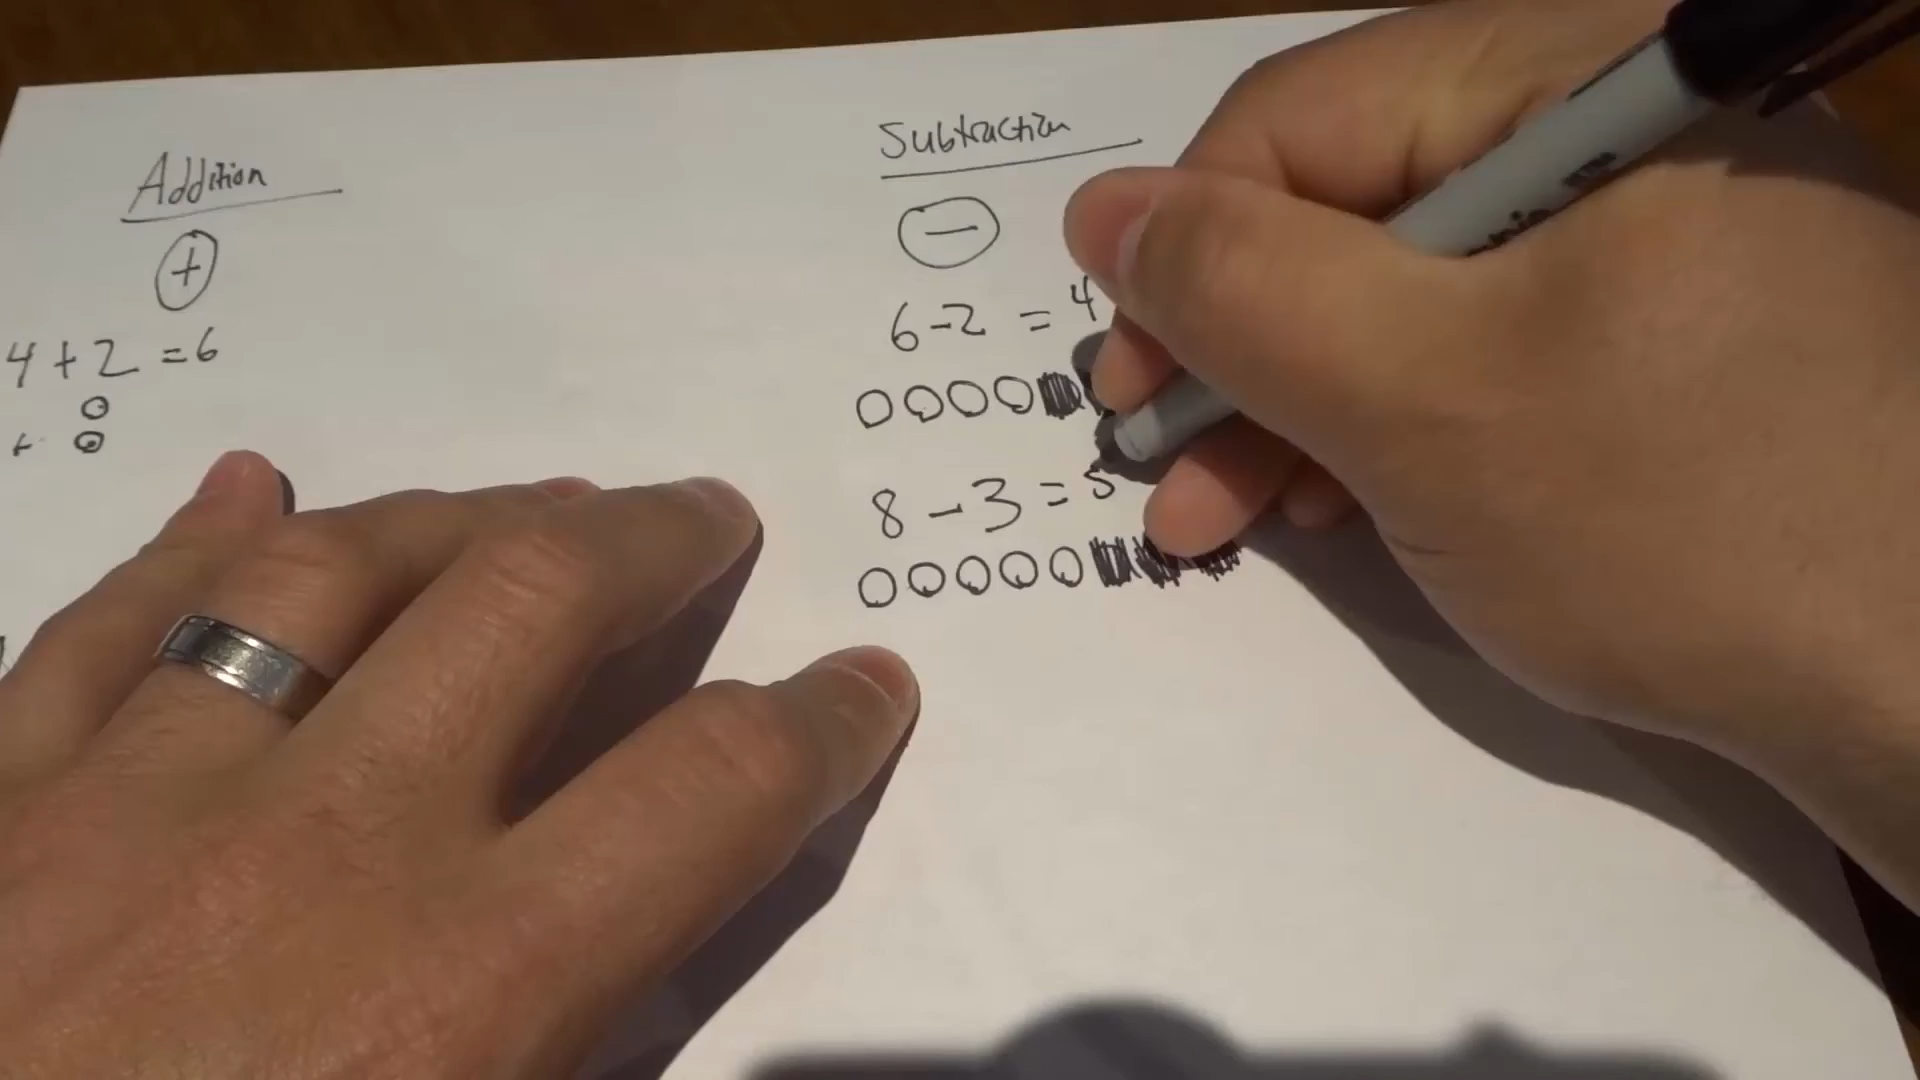 Addition
+
4 + 2 = 6
+
Subtraction
−
6 - 2 = 4
8 - 3 = 5